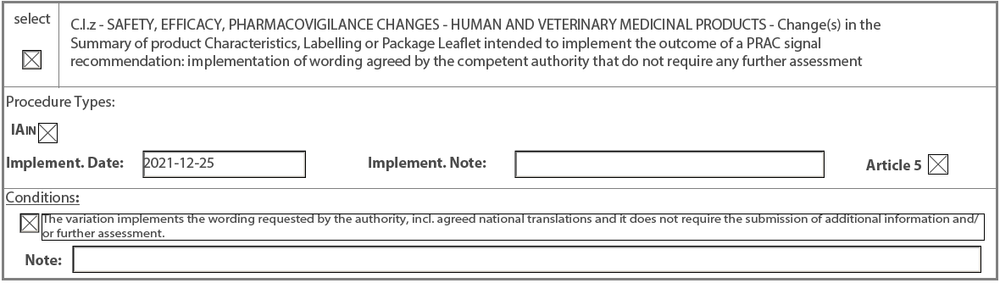 select
C.I.z - SAFETY, EFFICACY, PHARMACOVIGILANCE CHANGES - HUMAN AND VETERINARY MEDICINAL PRODUCTS - Change(s) in the
Summary of product Characteristics, Labelling or Package Leaflet intended to implement the outcome of a PRAC signal
recommendation: implementation of wording agreed by the competent authority that do not require any further assessment
Procedure Types:
IAIN
Implement. Date: 2021-12-25 Implement. Note: Article 5
Conditions:
The variation implements the wording requested by the authority, incl. agreed national translations and it does not require the submission of additional information and/
or further assessment.
Note: